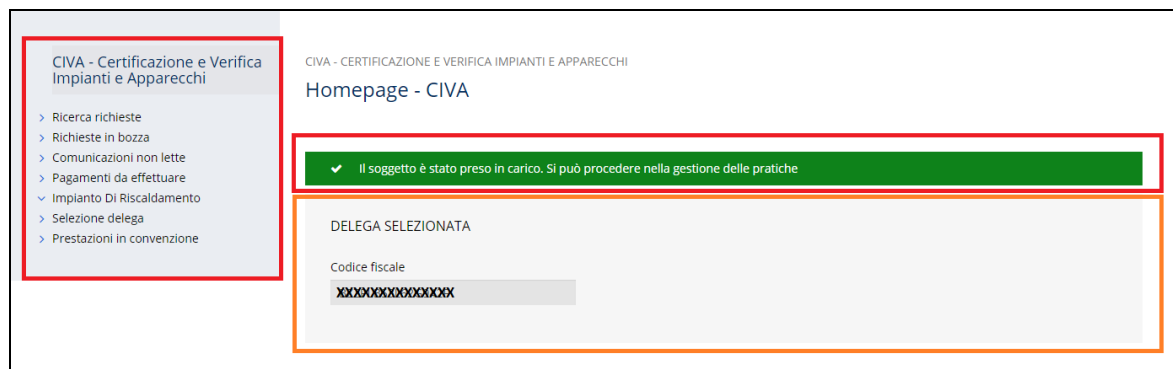 CIVA - Certificazione e Verifica
Impianti e Apparecchi
Ricerca richieste
Richieste in bozza
Comunicazioni non lette
Pagamenti da effettuare
Impianto Di Riscaldamento
Selezione delega
Prestazioni in convenzione
CIVA - CERTIFICAZIONE E VERIFICA IMPIANTI E APPARECCHI
Homepage - CIVA
Il soggetto è stato preso in carico. Si può procedere nella gestione delle pratiche
DELEGA SELEZIONATA
Codice fiscale
XXXXXXXXXXXXXX